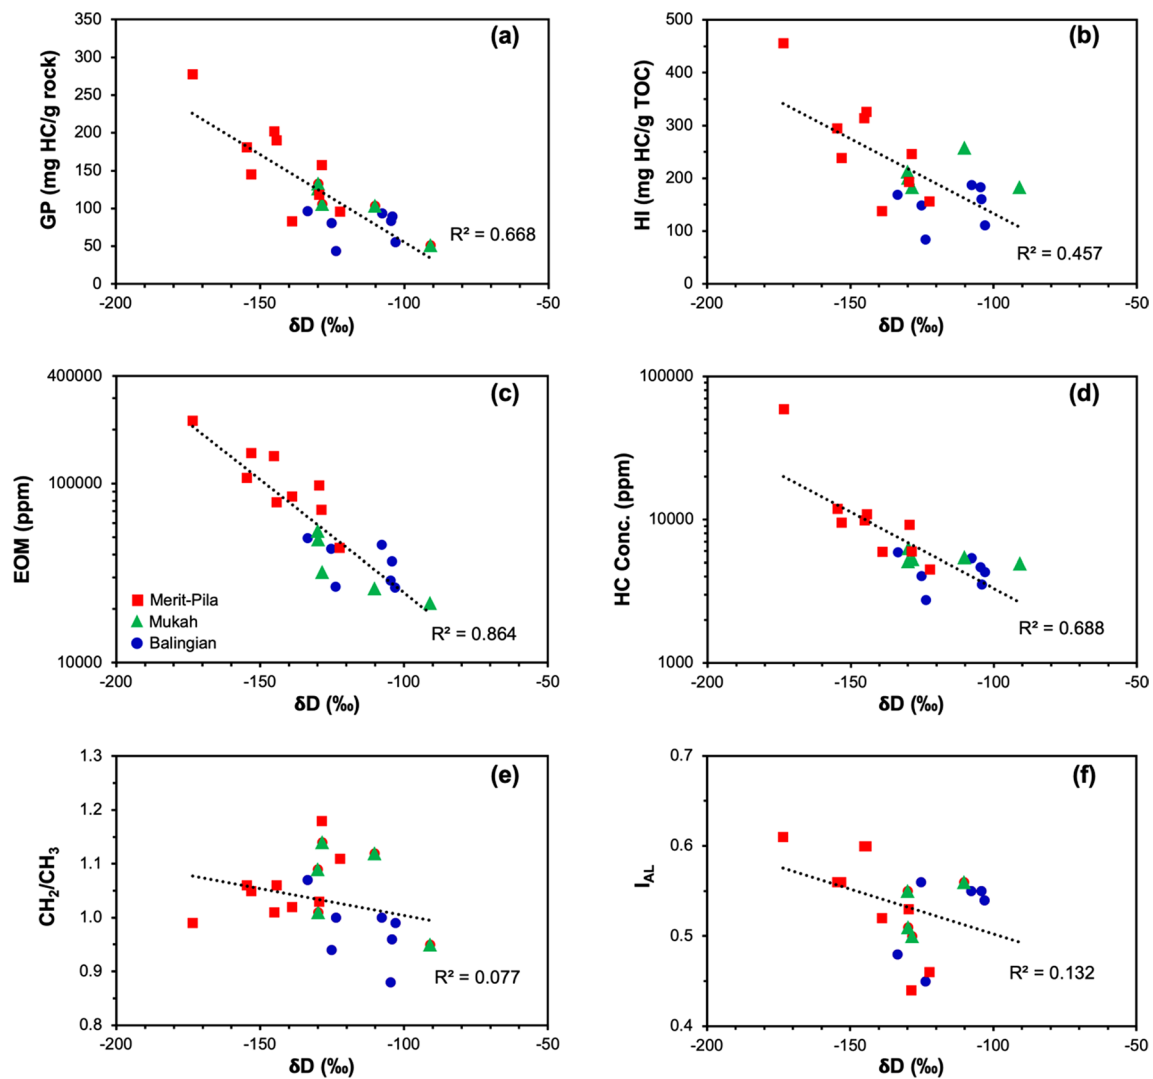 (a)
GP (mg HC/g rock)
350
300
250
200
150
100
50
0
R² = 0.668
-200 -150 -100 -50
δD (‰)
(b)
HI (mg HC/g TOC)
500
400
300
200
100
0
R² = 0.457
-200 -150 -100 -50
δD (‰)
(c)
EOM (ppm)
400000
100000
10000
Merit-Pila
Mukah
Balingian
R² = 0.864
-200 -150 -100 -50
δD (‰)
(d)
HC Conc. (ppm)
100000
10000
1000
R² = 0.688
-200 -150 -100 -50
δD (‰)
(e)
CH₂/CH₃
1.3
1.2
1.1
1.0
0.9
0.8
R² = 0.077
-200 -150 -100 -50
δD (‰)
(f)
I_AL
0.7
0.6
0.5
0.4
R² = 0.132
-200 -150 -100 -50
δD (‰)